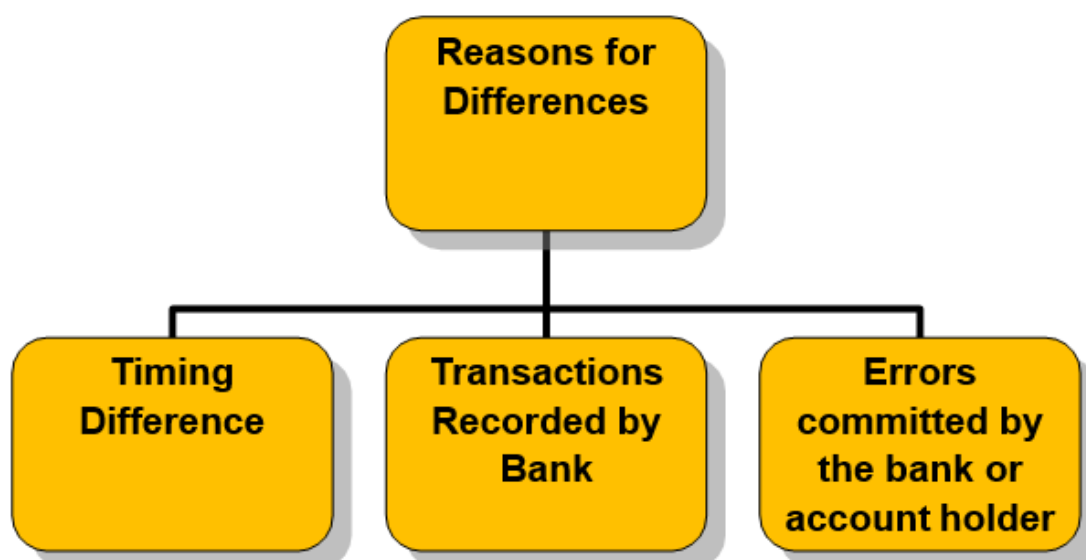 Reasons for
Differences
Timing
Difference
Transactions
Recorded by
Bank
Errors
committed by
the bank or
account holder